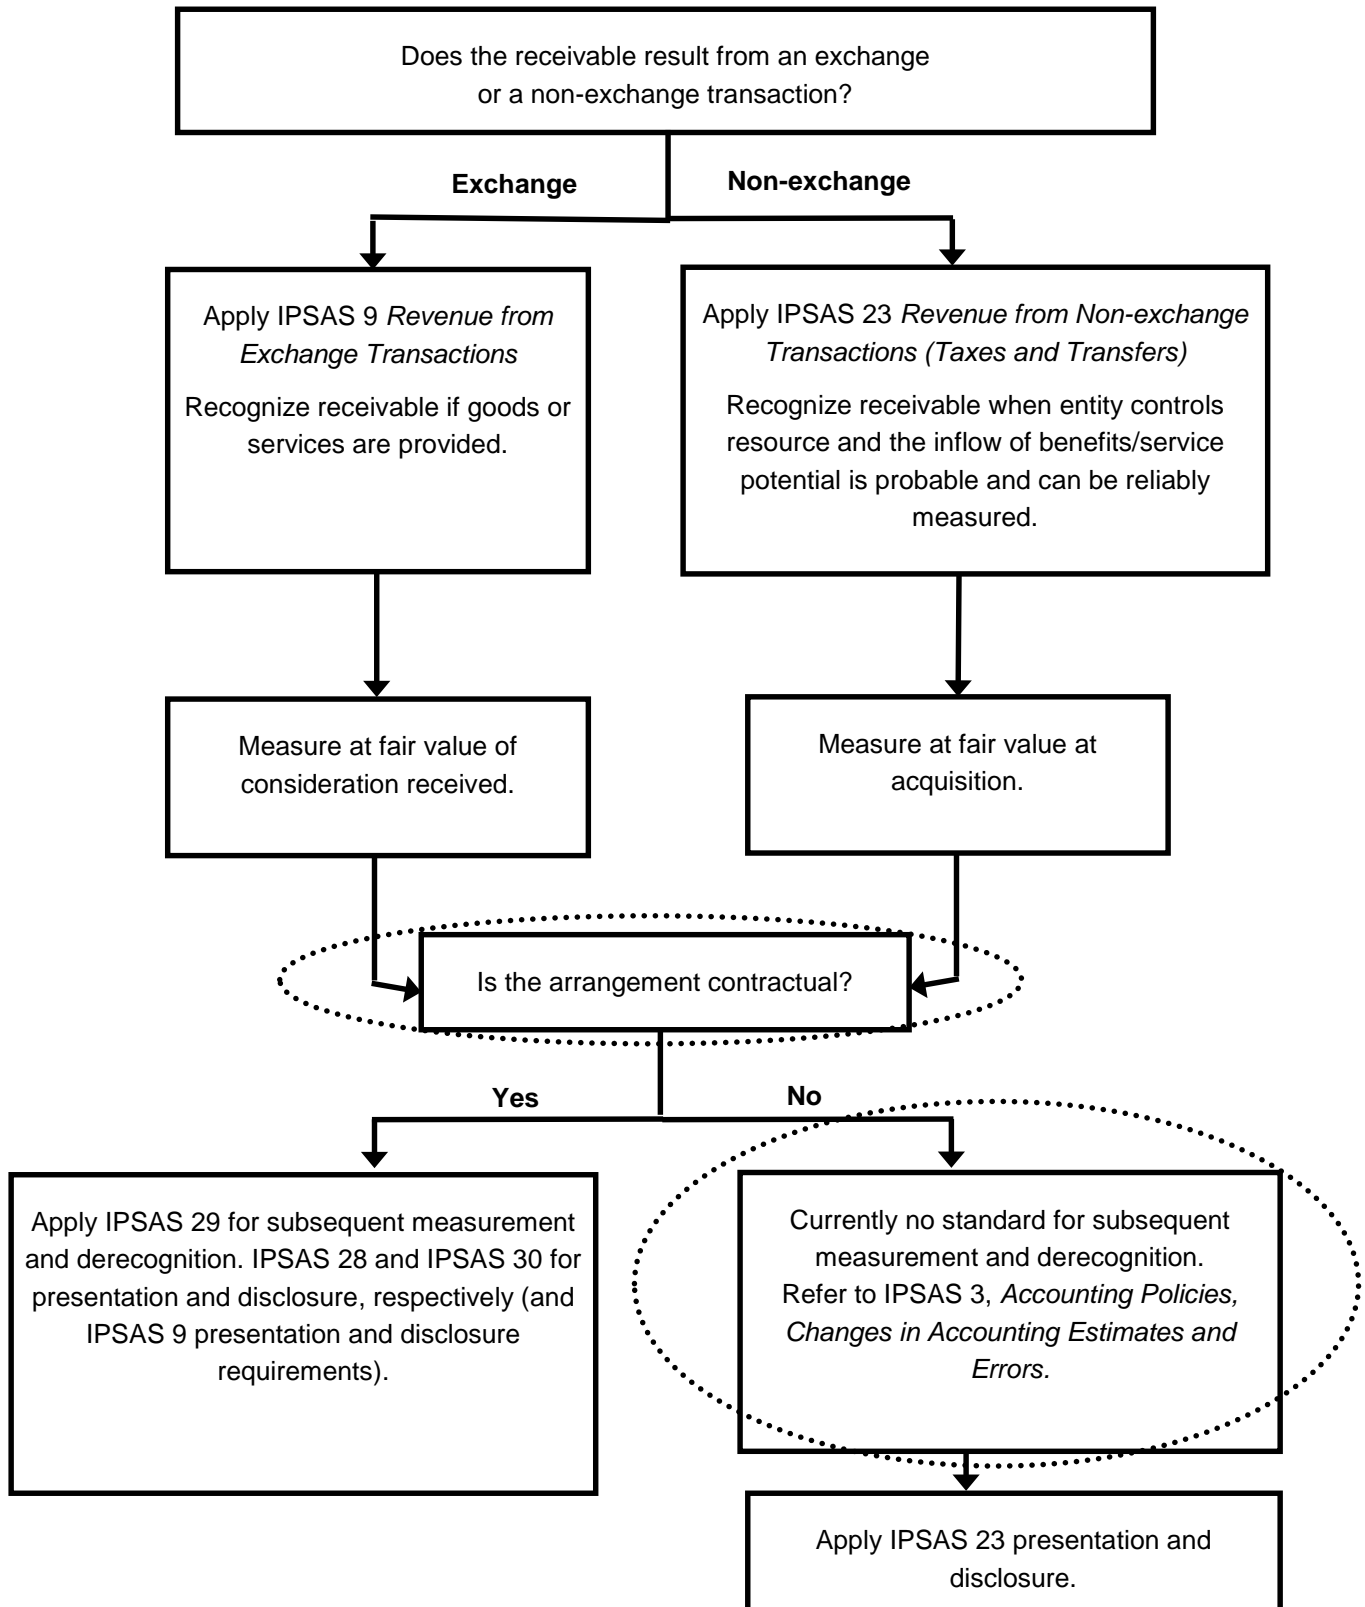 Does the receivable result from an exchange
or a non-exchange transaction?
Exchange
Non-exchange
Apply IPSAS 9 Revenue from
Exchange Transactions
Recognize receivable if goods or
services are provided.
Apply IPSAS 23 Revenue from Non-exchange
Transactions (Taxes and Transfers)
Recognize receivable when entity controls
resource and the inflow of benefits/service
potential is probable and can be reliably
measured.
Measure at fair value of
consideration received.
Measure at fair value at
acquisition.
Is the arrangement contractual?
Yes
No
Apply IPSAS 29 for subsequent measurement
and derecognition. IPSAS 28 and IPSAS 30 for
presentation and disclosure, respectively (and
IPSAS 9 presentation and disclosure
requirements).
Currently no standard for subsequent
measurement and derecognition.
Refer to IPSAS 3, Accounting Policies,
Changes in Accounting Estimates and
Errors.
Apply IPSAS 23 presentation and
disclosure.